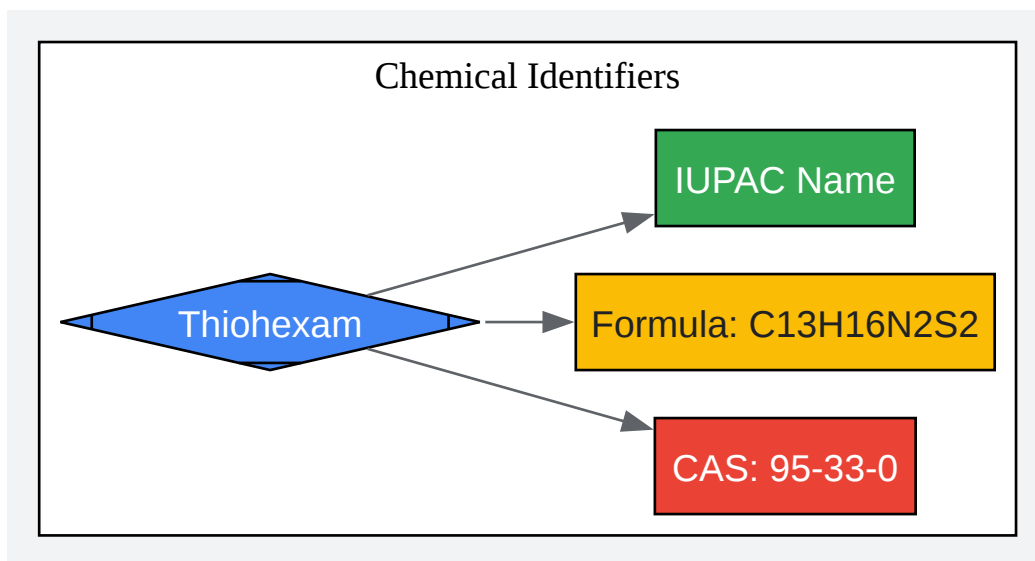 Chemical Identifiers
IUPAC Name
Thiohexam
Formula: C13H16N2S2
CAS: 95-33-0